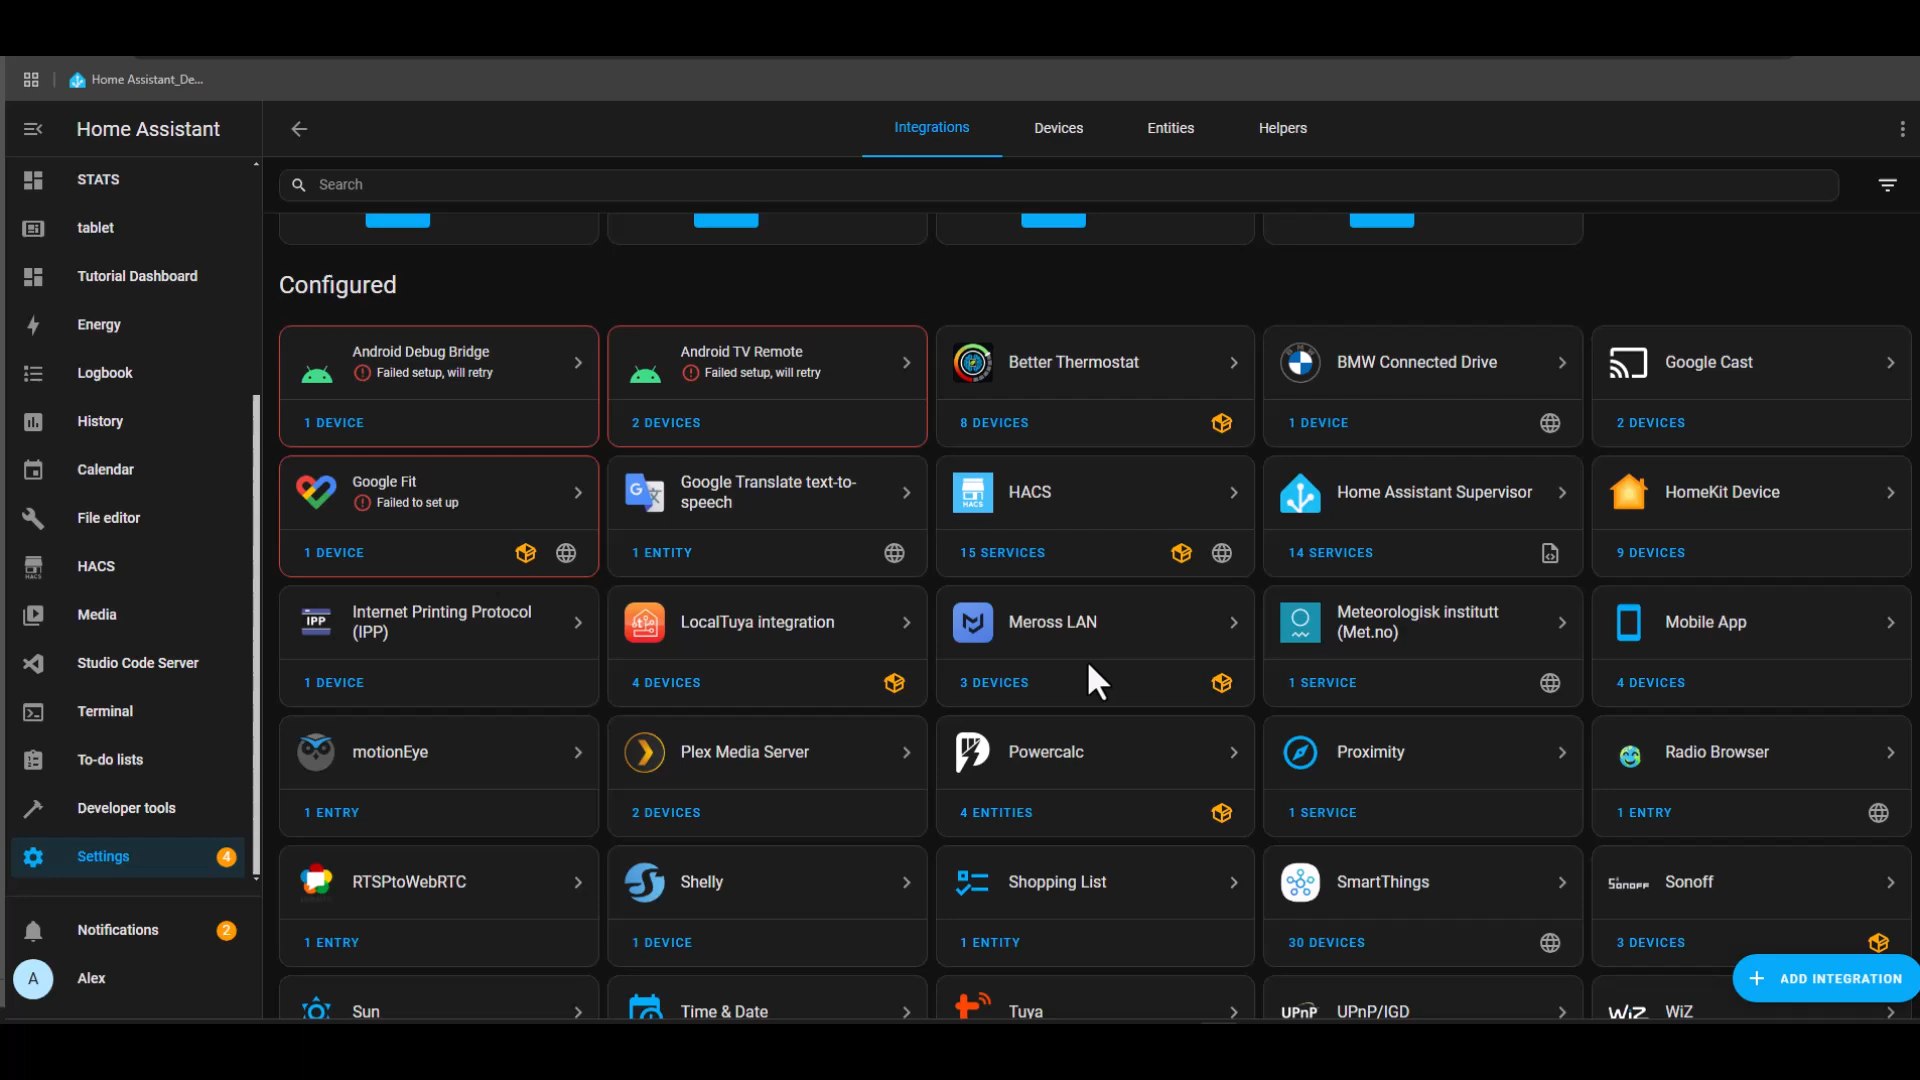 Home Assistant_De...
Home Assistant
Integrations
Devices
Entities
Helpers
Search
STATS
tablet
Tutorial Dashboard
Energy
Logbook
History
Calendar
File editor
HACS
Media
Studio Code Server
Terminal
To-do lists
Developer tools
Settings
4
Notifications
2
A
Alex
Configured
Android Debug Bridge
Failed setup, will retry
1 DEVICE
Android TV Remote
Failed setup, will retry
2 DEVICES
Better Thermostat
8 DEVICES
BMW Connected Drive
1 DEVICE
Google Cast
2 DEVICES
Google Fit
Failed to set up
1 DEVICE
Google Translate text-to-
speech
1 ENTITY
HACS
HACS
15 SERVICES
Home Assistant Supervisor
14 SERVICES
HomeKit Device
9 DEVICES
IPP
Internet Printing Protocol
(IPP)
1 DEVICE
LocalTuya integration
4 DEVICES
Meross LAN
3 DEVICES
Meteorologisk institutt
(Met.no)
1 SERVICE
Mobile App
4 DEVICES
motionEye
1 ENTRY
Plex Media Server
2 DEVICES
Powercalc
4 ENTITIES
Proximity
1 SERVICE
Radio Browser
1 ENTRY
RTSPtoWebRTC
1 ENTRY
Shelly
1 DEVICE
Shopping List
1 ENTITY
SmartThings
30 DEVICES
SONOFF
Sonoff
3 DEVICES
ADD INTEGRATION
Sun
Time & Date
Tuya
UPnP
UPnP/IGD
WiZ
WiZ